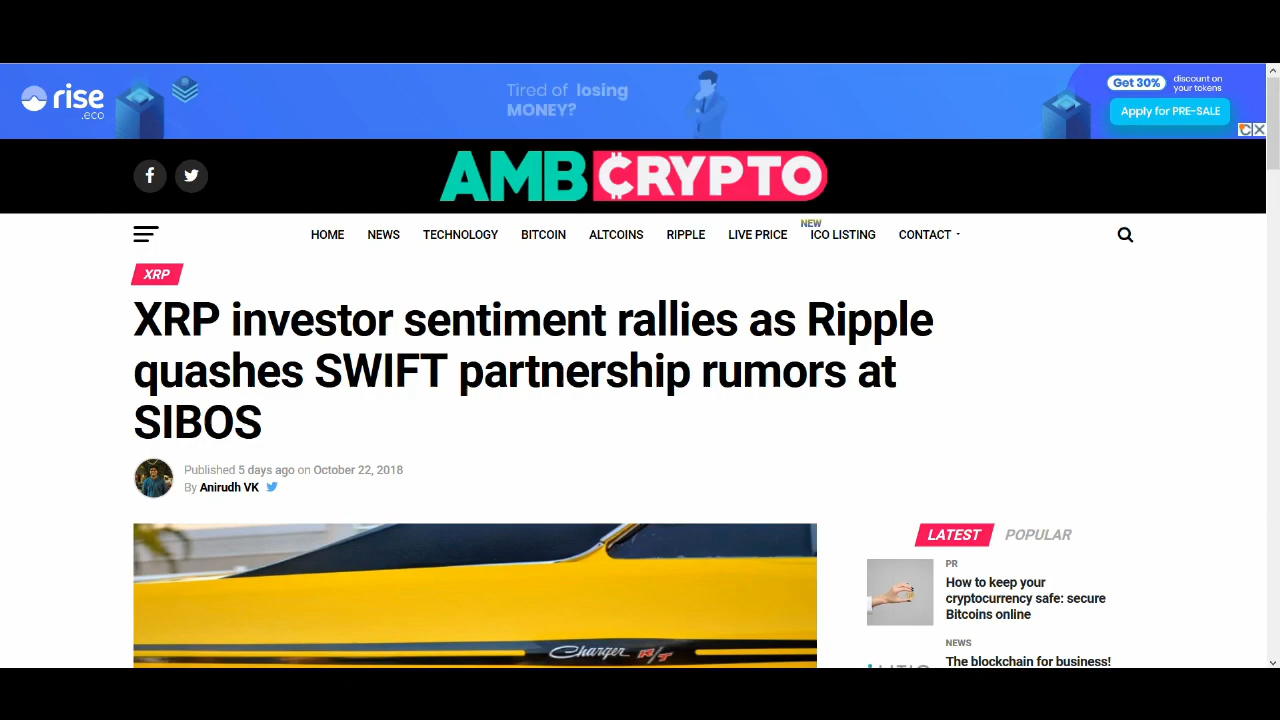 rise
.eco
Tired of losing
MONEY?
Get 30% discount on
your tokens
Apply for PRE-SALE
AMBCRYPTO
NEW
HOME NEWS TECHNOLOGY BITCOIN ALTCOINS RIPPLE LIVE PRICE ICO LISTING CONTACT
XRP
XRP investor sentiment rallies as Ripple
quashes SWIFT partnership rumors at
SIBOS
Published 5 days ago on October 22, 2018
By Anirudh VK
Charger R/T
LATEST POPULAR
PR
How to keep your
cryptocurrency safe: secure
Bitcoins online
NEWS
The blockchain for business!